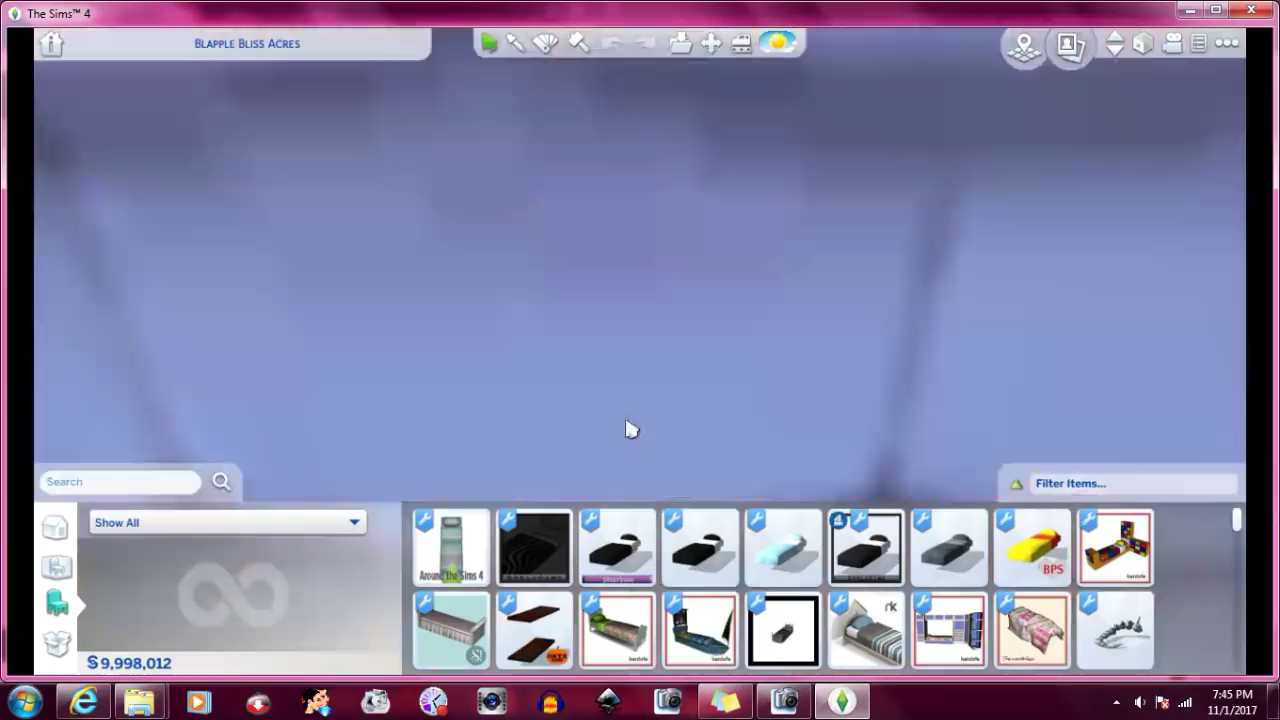 The Sims™ 4
BLAPPLE BLISS ACRES
Search
Filter Items...
Show All
Around the Sims 4
BPS
rk
§9,998,012
7:45 PM
11/1/2017